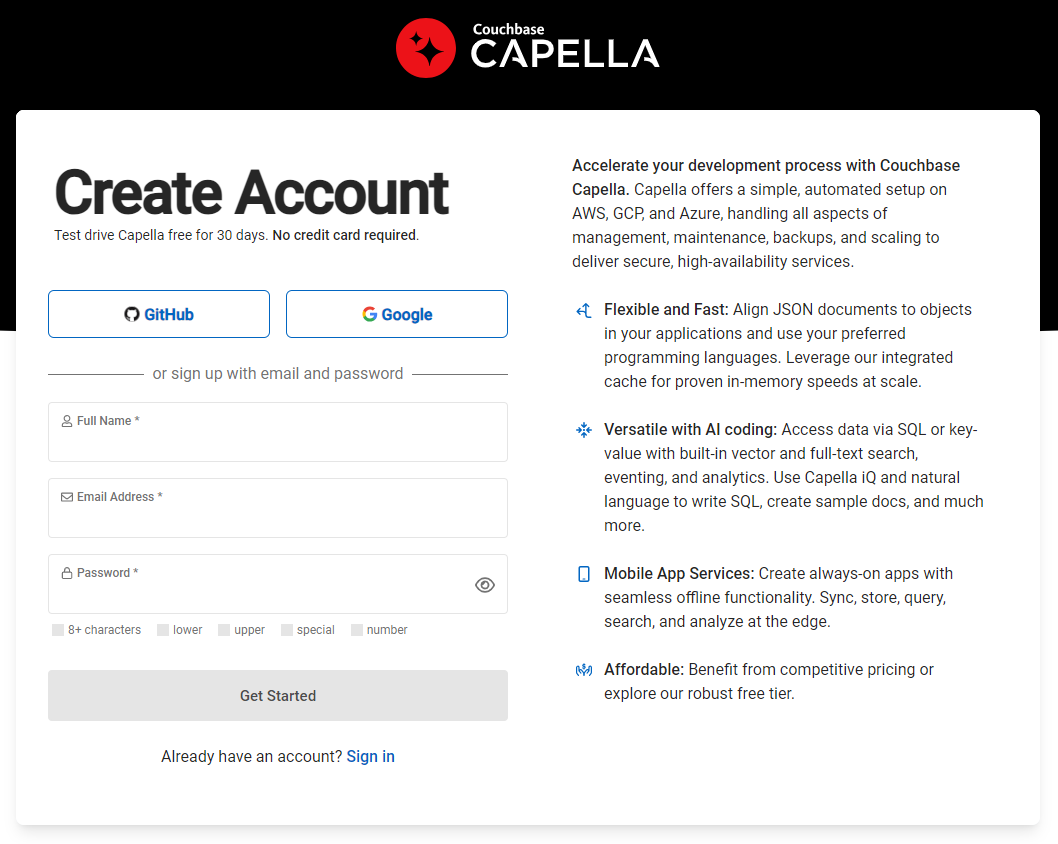 Couchbase
CAPELLA
Create Account
Test drive Capella free for 30 days. No credit card required.
GitHub
Google
or sign up with email and password
Full Name *
Email Address *
Password *
8+ characters
lower
upper
special
number
Get Started
Already have an account? Sign in
Accelerate your development process with Couchbase
Capella. Capella offers a simple, automated setup on
AWS, GCP, and Azure, handling all aspects of
management, maintenance, backups, and scaling to
deliver secure, high-availability services.
Flexible and Fast: Align JSON documents to objects
in your applications and use your preferred
programming languages. Leverage our integrated
cache for proven in-memory speeds at scale.
Versatile with AI coding: Access data via SQL or key-
value with built-in vector and full-text search,
eventing, and analytics. Use Capella iQ and natural
language to write SQL, create sample docs, and much
more.
Mobile App Services: Create always-on apps with
seamless offline functionality. Sync, store, query,
search, and analyze at the edge.
Affordable: Benefit from competitive pricing or
explore our robust free tier.